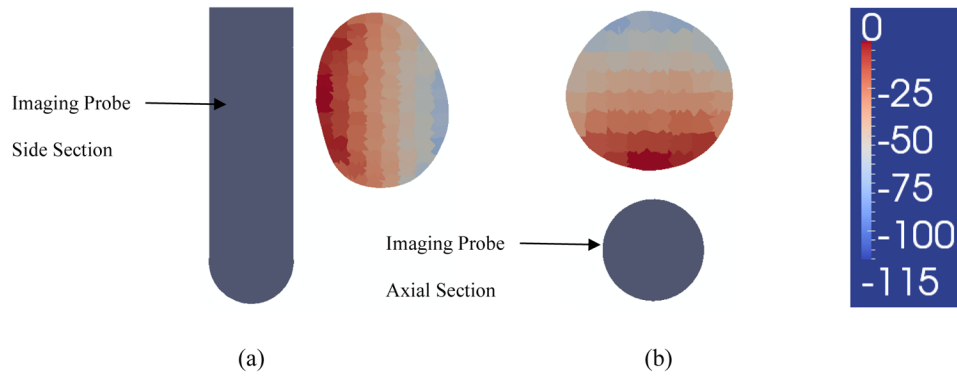 Imaging Probe
Side Section
Imaging Probe
Axial Section
0
-25
-50
-75
-100
-115
(a)
(b)